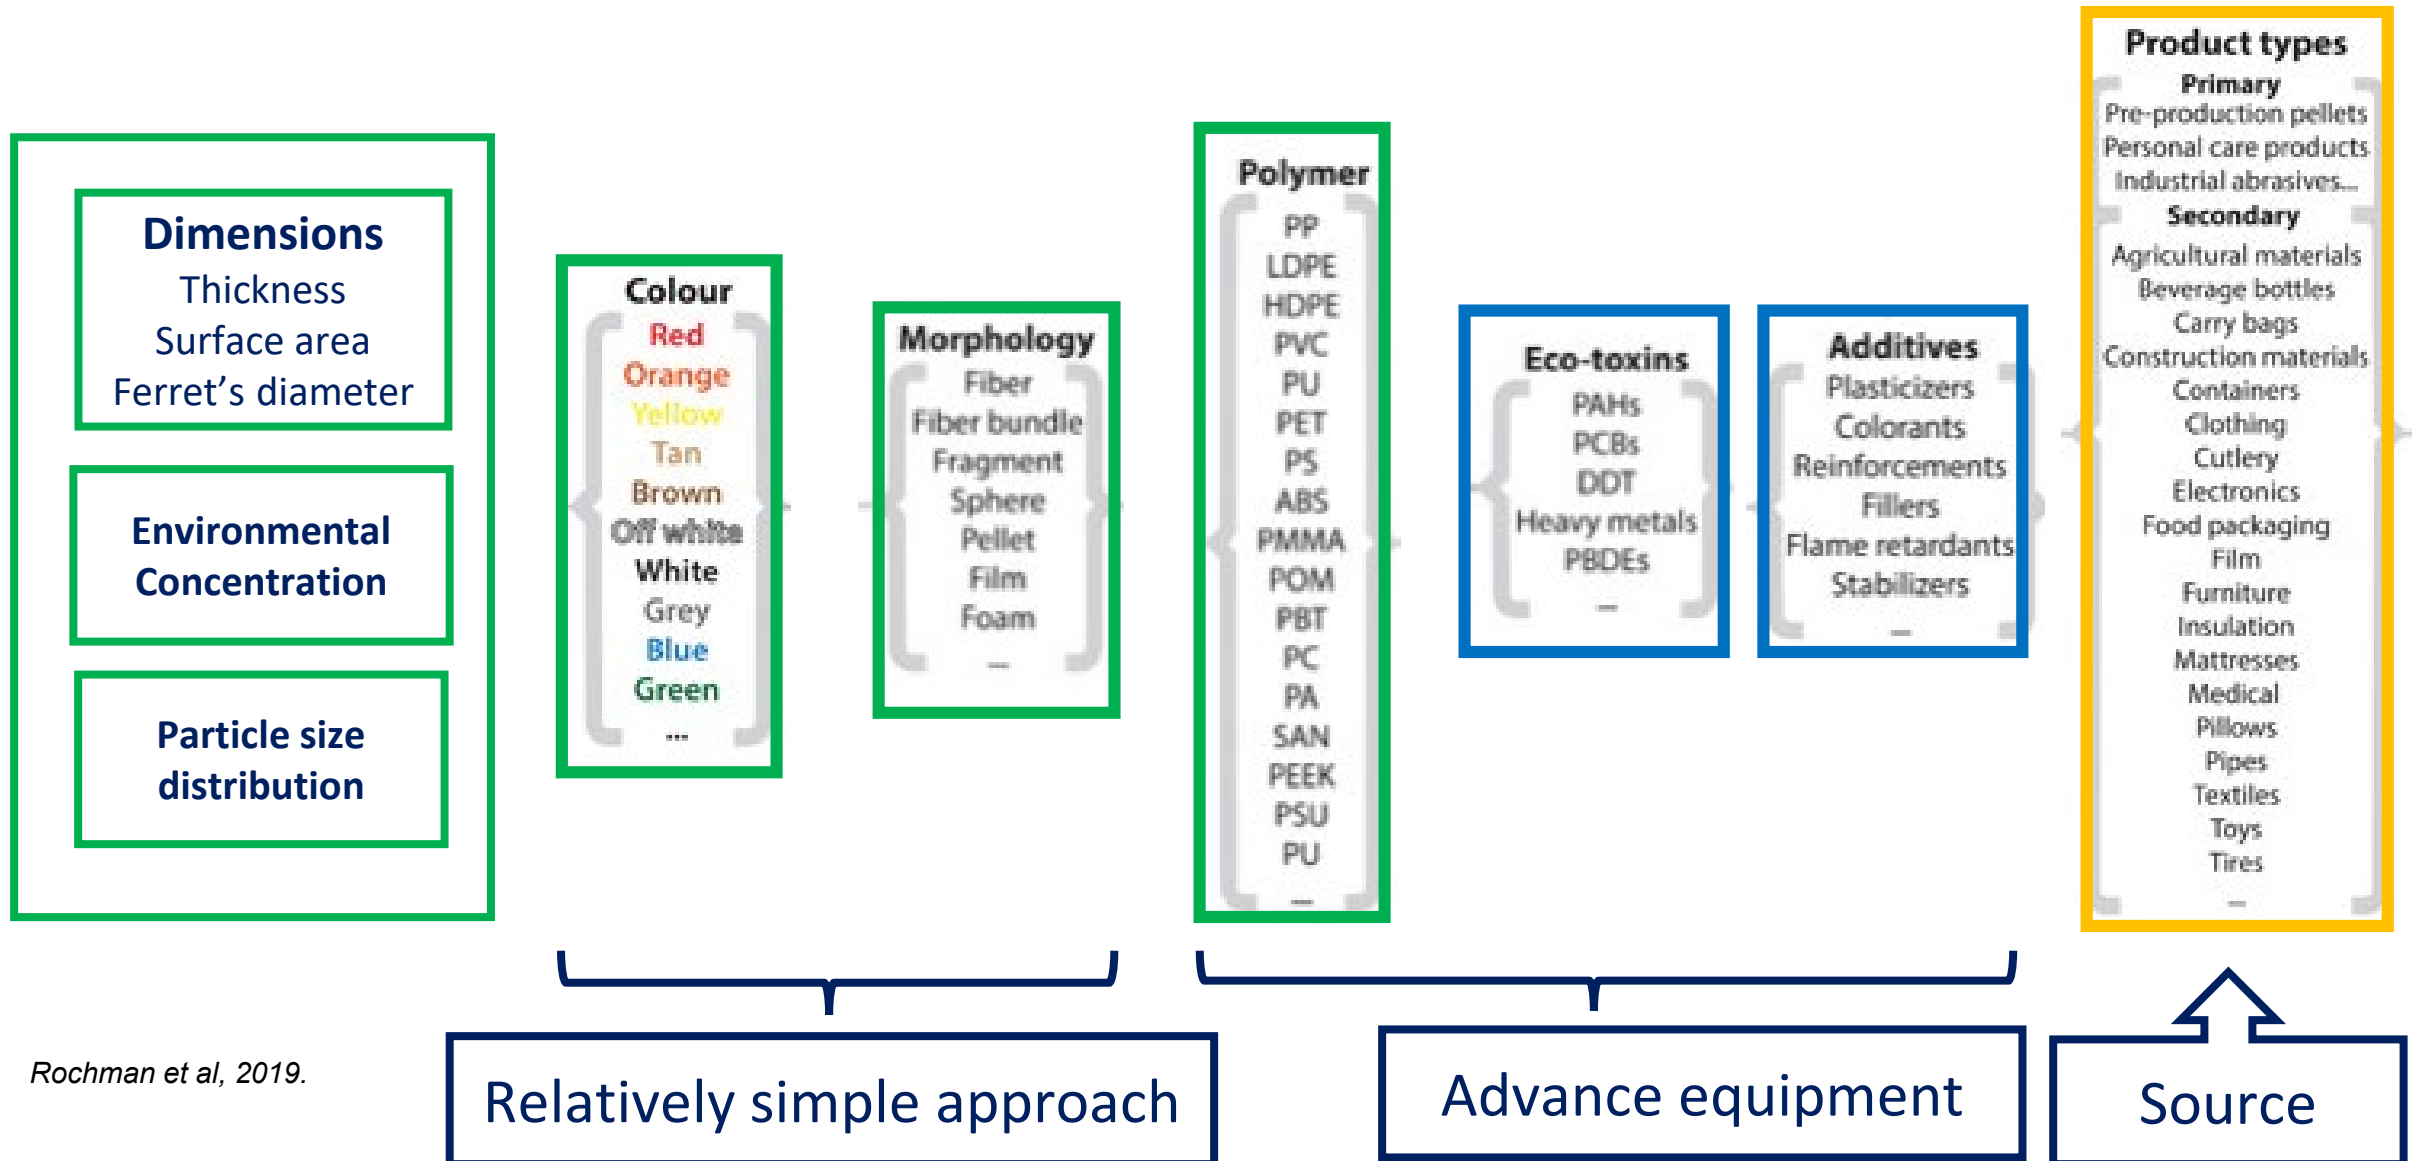 Dimensions
Thickness
Surface area
Ferret’s diameter
Environmental
Concentration
Particle size
distribution
Colour
Red
Orange
Yellow
Tan
Brown
Off white
White
Grey
Blue
Green
...
Morphology
Fiber
Fiber bundle
Fragment
Sphere
Pellet
Film
Foam
...
Polymer
PP
LDPE
HDPE
PVC
PU
PET
PS
ABS
PMMA
POM
PBT
PC
PA
SAN
PEEK
PSU
PU
...
Eco-toxins
PAHs
PCBs
DDT
Heavy metals
PBDEs
...
Additives
Plasticizers
Colorants
Reinforcements
Fillers
Flame retardants
Stabilizers
...
Product types
Primary
Pre-production pellets
Personal care products
Industrial abrasives...
Secondary
Agricultural materials
Beverage bottles
Carry bags
Construction materials
Containers
Clothing
Cutlery
Electronics
Food packaging
Film
Furniture
Insulation
Mattresses
Medical
Pillows
Pipes
Textiles
Toys
Tires
...
Relatively simple approach
Advance equipment
Source
Rochman et al, 2019.